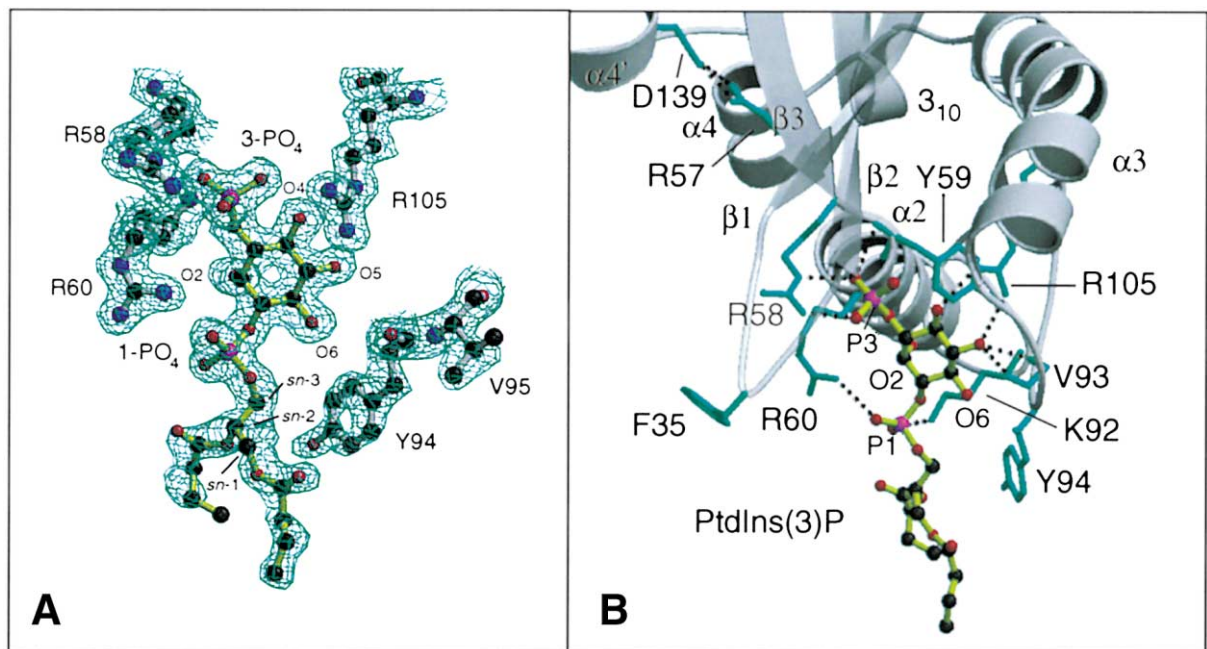 R58
3-PO4
O4
R105
R60
O2
O5
1-PO4
O6
sn-3
V95
sn-2
Y94
sn-1
A
α4'
D139
α4
β3
3₁₀
R57
α3
β2
Y59
β1
α2
R58
R105
P3
O2
V93
F35
R60
O6
K92
P1
Y94
PtdIns(3)P
B